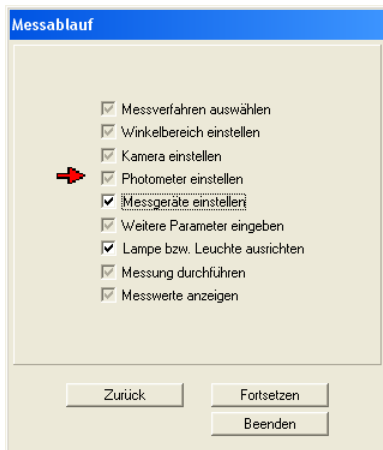 Messablauf
Messverfahren auswählen
Winkelbereich einstellen
Kamera einstellen
Photometer einstellen
Messgeräte einstellen
Weitere Parameter eingeben
Lampe bzw. Leuchte ausrichten
Messung durchführen
Messwerte anzeigen
Zurück Fortsetzen
Beenden